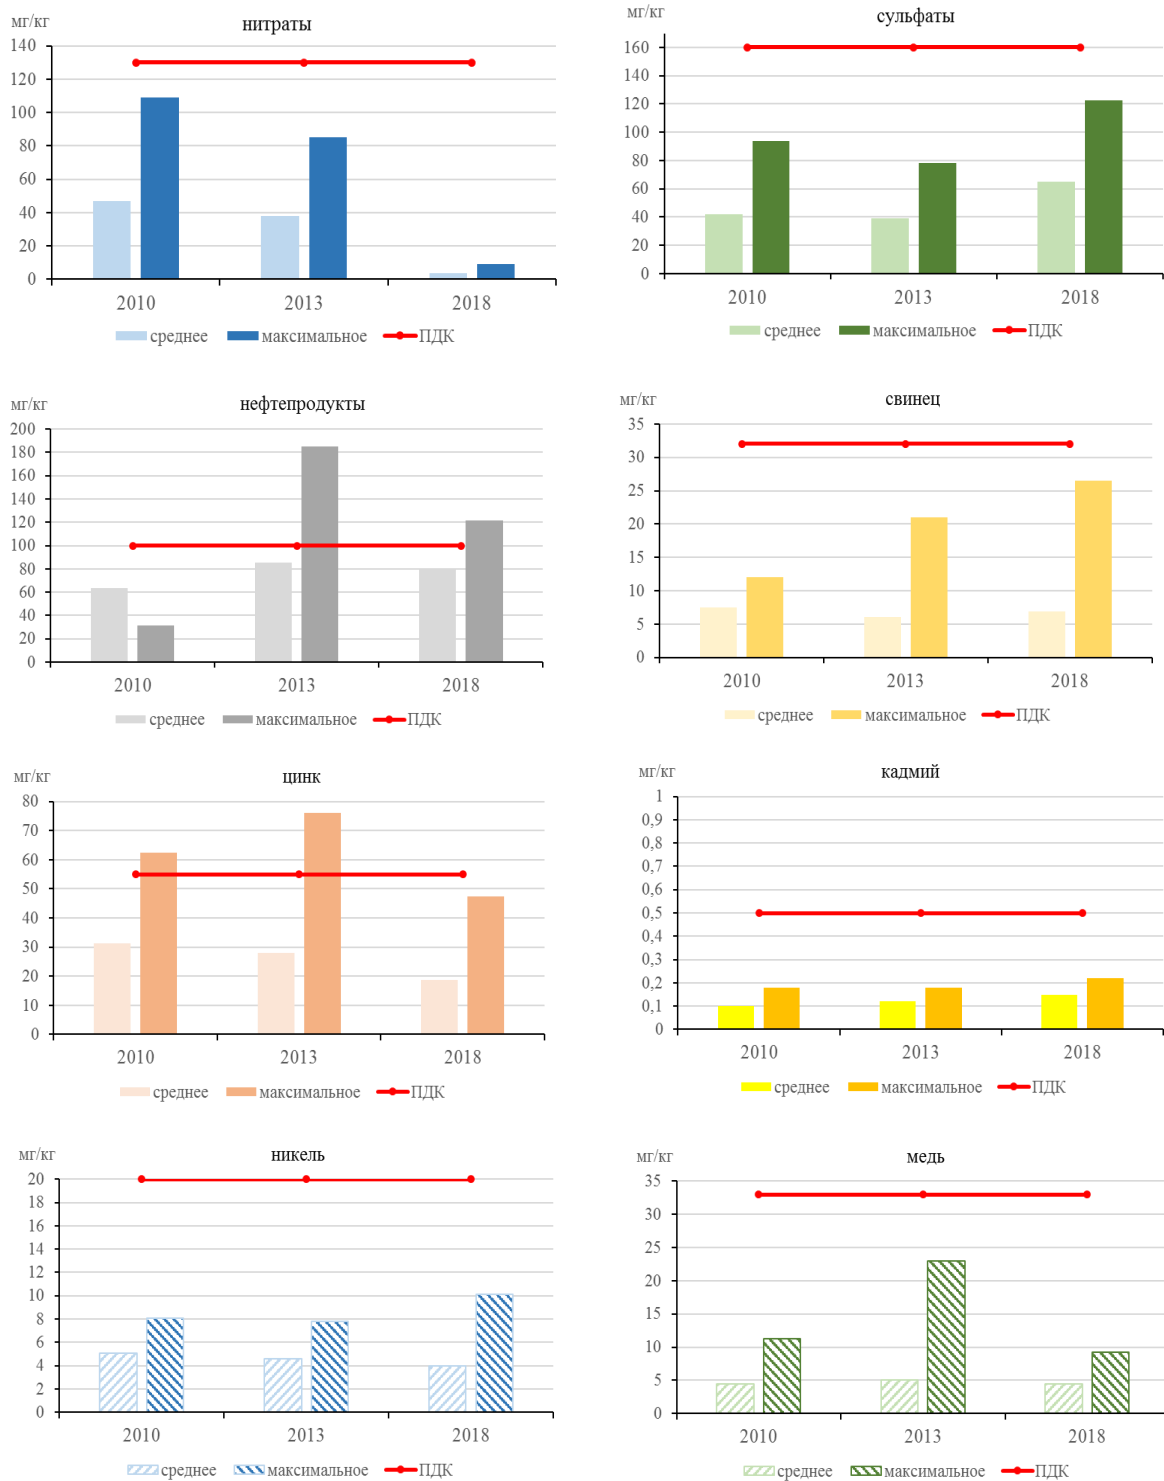 мг/кг
нитраты
140
120
100
80
60
40
20
0
2010 2013 2018
среднее максимальное ПДК
мг/кг
сульфаты
160
140
120
100
80
60
40
20
0
2010 2013 2018
среднее максимальное ПДК
мг/кг
нефтепродукты
200
180
160
140
120
100
80
60
40
20
0
2010 2013 2018
среднее максимальное ПДК
мг/кг
свинец
35
30
25
20
15
10
5
0
2010 2013 2018
среднее максимальное ПДК
мг/кг
цинк
80
70
60
50
40
30
20
10
0
2010 2013 2018
среднее максимальное ПДК
мг/кг
кадмий
1
0,9
0,8
0,7
0,6
0,5
0,4
0,3
0,2
0,1
0
2010 2013 2018
среднее максимальное ПДК
мг/кг
никель
20
18
16
14
12
10
8
6
4
2
0
2010 2013 2018
среднее максимальное ПДК
мг/кг
медь
35
30
25
20
15
10
5
0
2010 2013 2018
среднее максимальное ПДК